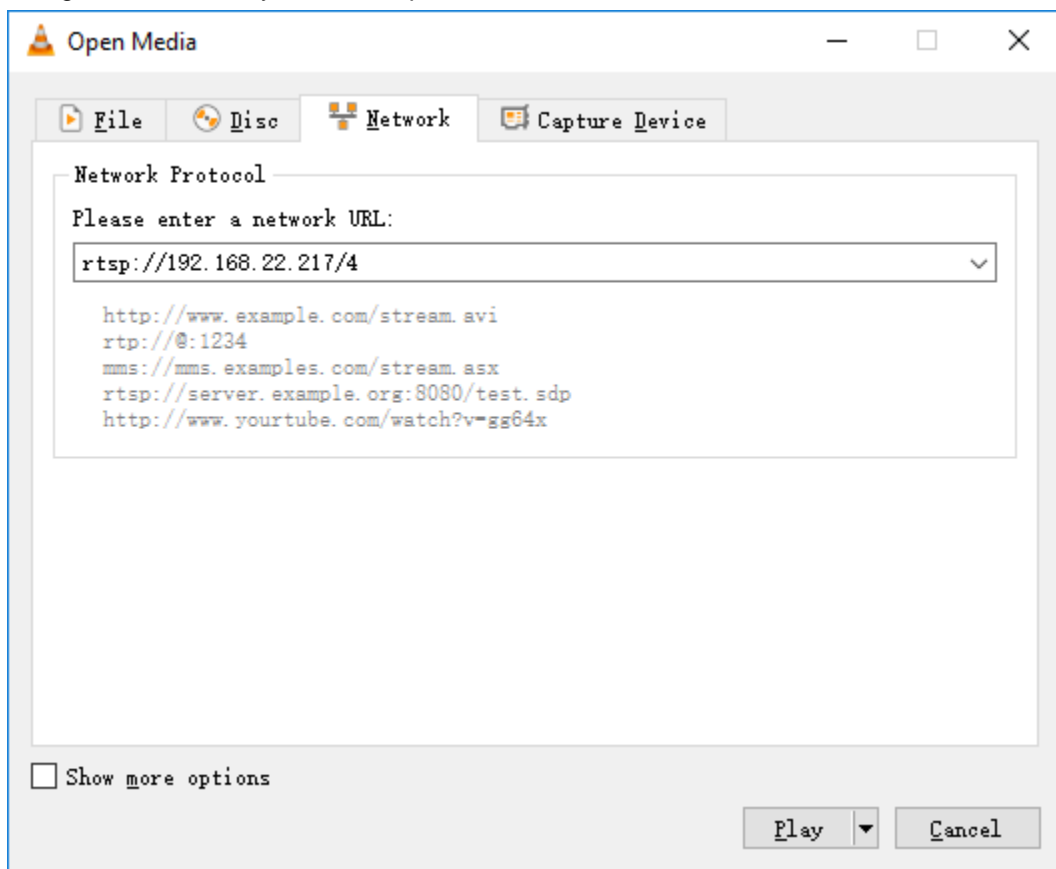 Open Media
File Disc Network Capture Device
Network Protocol
Please enter a network URL:
rtsp://192.168.22.217/4
http://www.example.com/stream.avi
rtp://@:1234
mms://mms.examples.com/stream.asx
rtsp://server.example.org:8080/test.sdp
http://www.yourtube.com/watch?v=gg64x
Show more options
Play Cancel